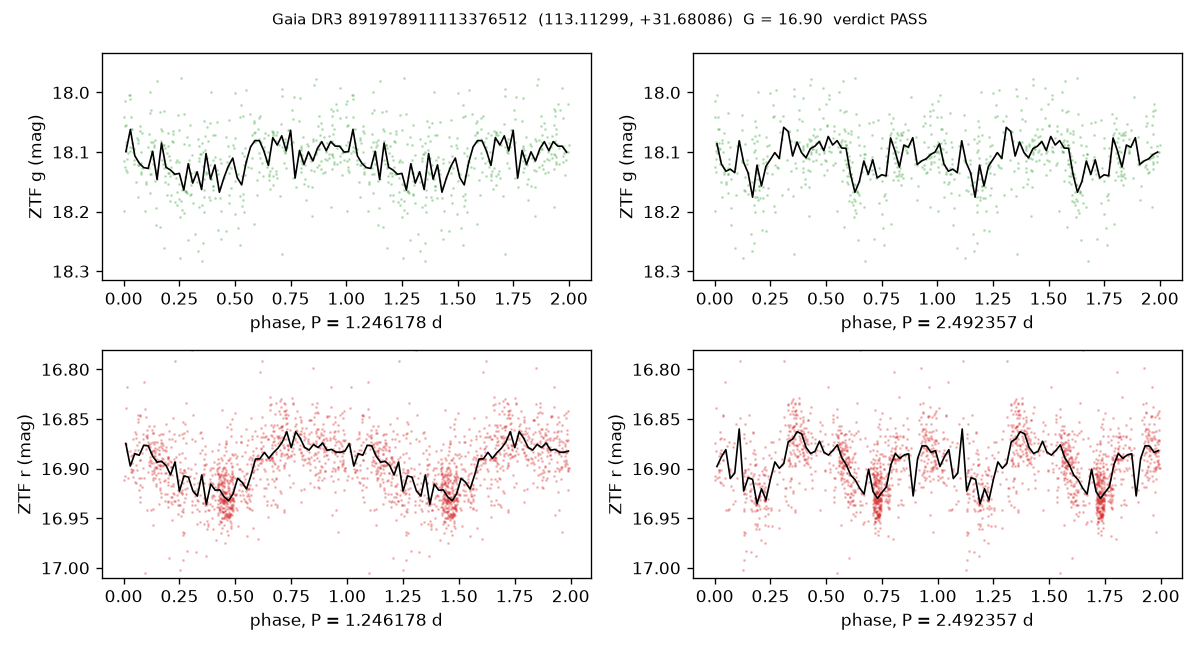 Gaia DR3 891978911113376512 (113.11299, +31.68086) G = 16.90 verdict PASS
ZTF g (mag)
18.0
18.1
18.2
18.3
0.00 0.25 0.50 0.75 1.00 1.25 1.50 1.75 2.00
phase, P = 1.246178 d
ZTF g (mag)
18.0
18.1
18.2
18.3
0.00 0.25 0.50 0.75 1.00 1.25 1.50 1.75 2.00
phase, P = 2.492357 d
ZTF r (mag)
16.80
16.85
16.90
16.95
17.00
0.00 0.25 0.50 0.75 1.00 1.25 1.50 1.75 2.00
phase, P = 1.246178 d
ZTF r (mag)
16.80
16.85
16.90
16.95
17.00
0.00 0.25 0.50 0.75 1.00 1.25 1.50 1.75 2.00
phase, P = 2.492357 d